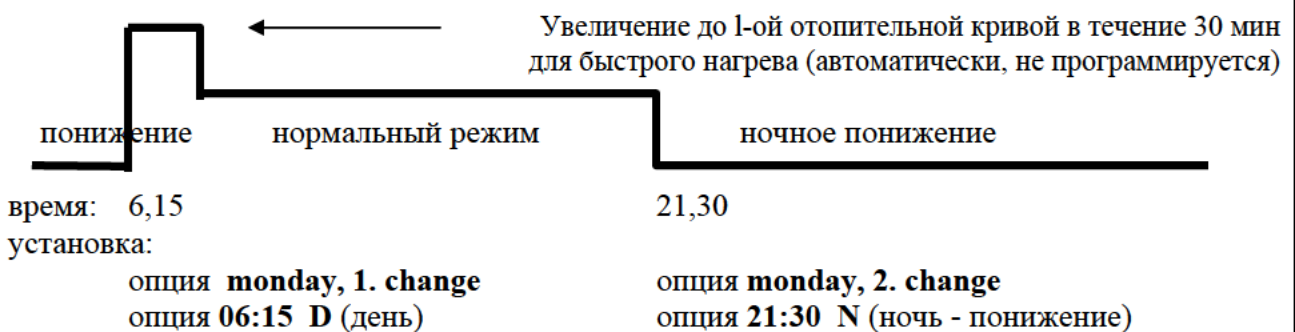 Увеличение до l-ой отопительной кривой в течение 30 мин
для быстрого нагрева (автоматически, не программируется)
понижение нормальный режим ночное понижение
время: 6,15 21,30
установка:
опция monday, 1. change опция monday, 2. change
опция 06:15 D (день) опция 21:30 N (ночь - понижение)